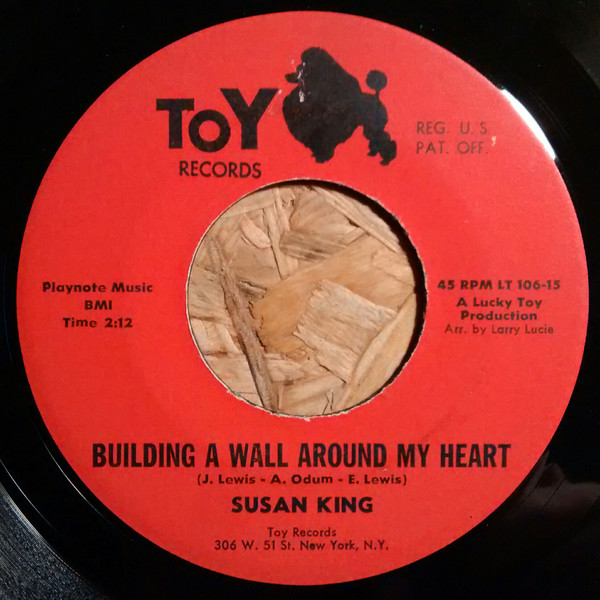 ToY
RECORDS
REG. U. S.
PAT. OFF.
Playnote Music
BMI
Time 2:12
45 RPM LT 106-15
A Lucky Toy
Production
Arr. by Larry Lucie
BUILDING A WALL AROUND MY HEART
(J. Lewis - A. Odum - E. Lewis)
SUSAN KING
Toy Records
306 W. 51 St. New York, N.Y.